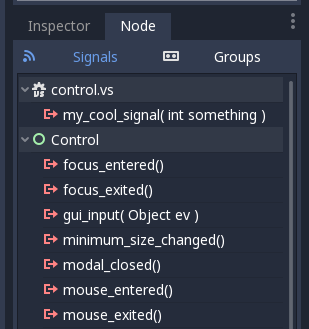 Inspector Node
Signals Groups
control.vs
my_cool_signal( int something )
Control
focus_entered()
focus_exited()
gui_input( Object ev )
minimum_size_changed()
modal_closed()
mouse_entered()
mouse_exited()